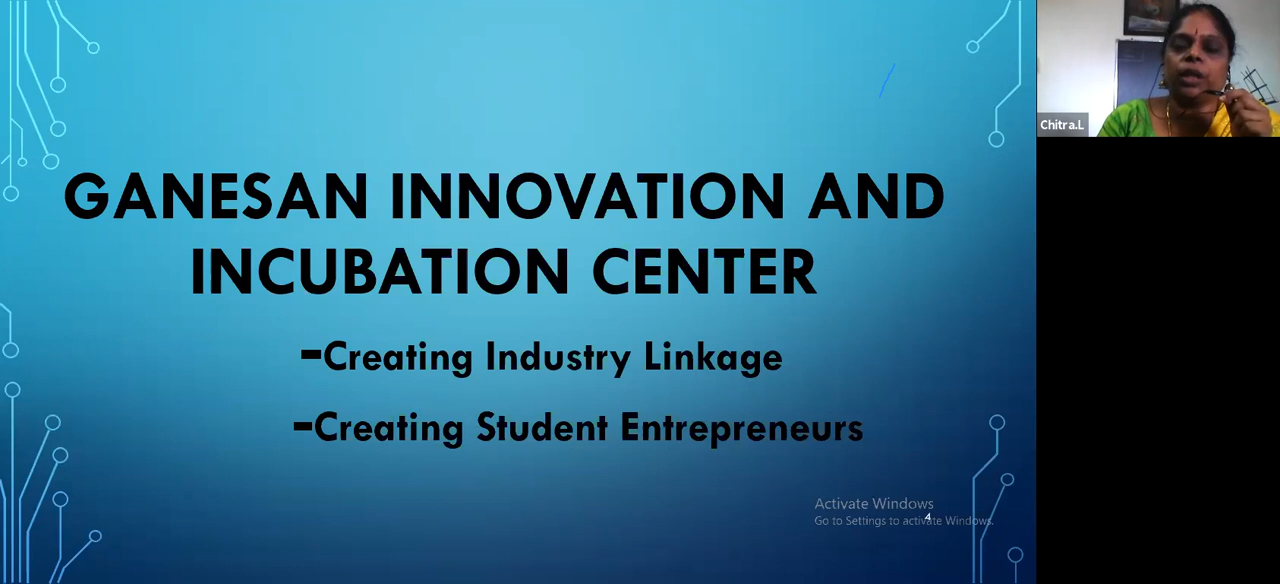 GANESAN INNOVATION AND
INCUBATION CENTER
-Creating Industry Linkage
-Creating Student Entrepreneurs
Activate Windows
Go to Settings to activate Windows.
4
Chitra.L